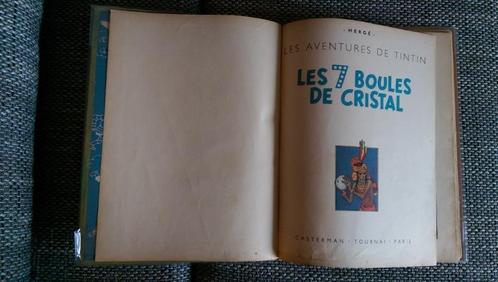 · HERGÉ ·
LES AVENTURES DE TINTIN
LES 7 BOULES
DE CRISTAL
CASTERMAN · TOURNAI · PARIS